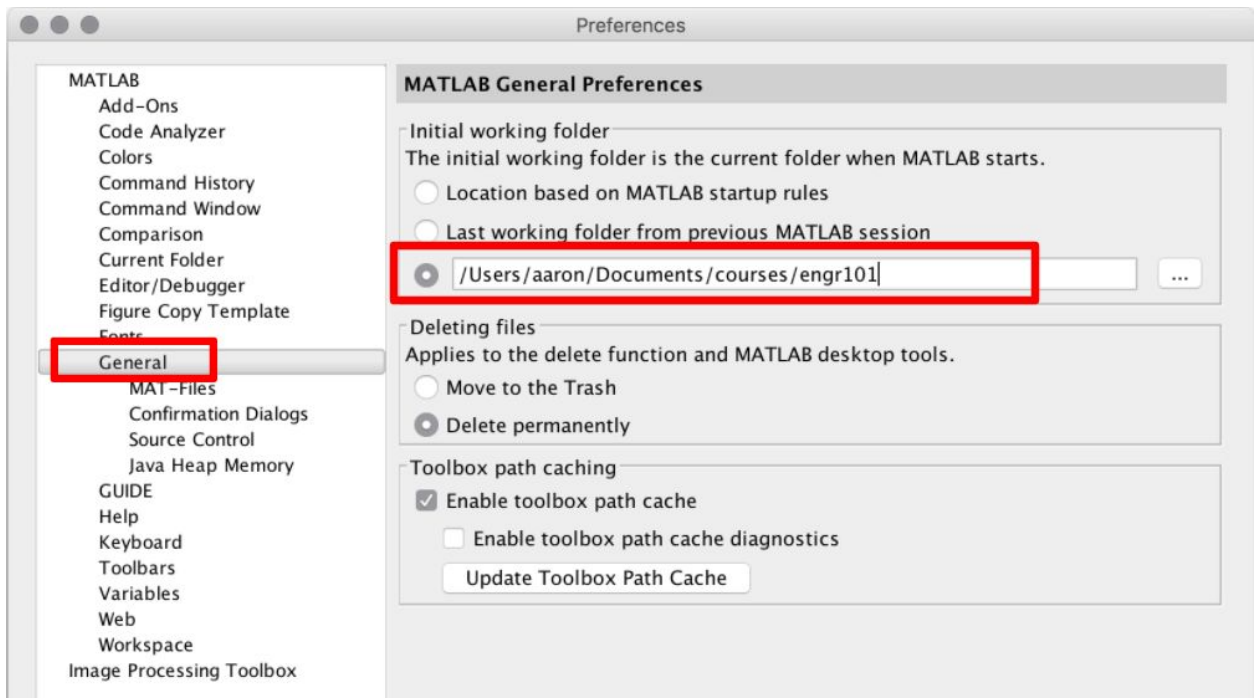 Preferences
MATLAB
Add-Ons
Code Analyzer
Colors
Command History
Command Window
Comparison
Current Folder
Editor/Debugger
Figure Copy Template
Fonts
General
MAT-Files
Confirmation Dialogs
Source Control
Java Heap Memory
GUIDE
Help
Keyboard
Toolbars
Variables
Web
Workspace
Image Processing Toolbox
MATLAB General Preferences
Initial working folder
The initial working folder is the current folder when MATLAB starts.
Location based on MATLAB startup rules
Last working folder from previous MATLAB session
/Users/aaron/Documents/courses/engr101
...
Deleting files
Applies to the delete function and MATLAB desktop tools.
Move to the Trash
Delete permanently
Toolbox path caching
Enable toolbox path cache
Enable toolbox path cache diagnostics
Update Toolbox Path Cache